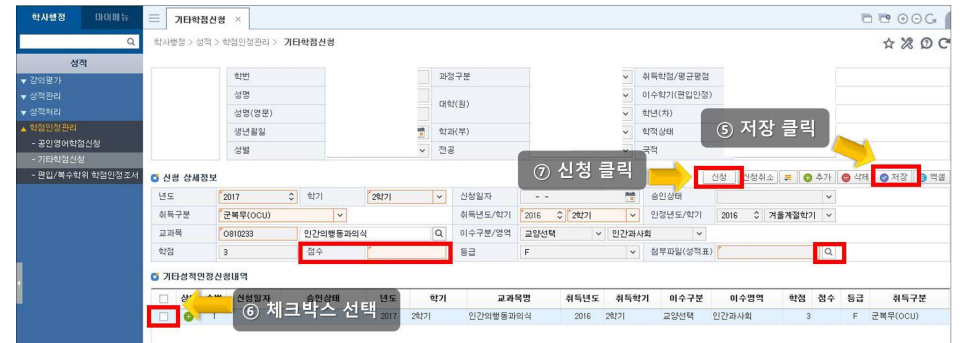 학사행정 마이메뉴 기타학점신청 ×
학사행정 > 성적 > 학점인정관리 > 기타학점신청
성적
▼ 강의평가
▼ 성적관리
▼ 성적처리
▲ 학점인정관리
- 공인영어학점신청
- 기타학점신청
- 편입/복수학위 학점인정조서
학번 과정구분 취득학점/평균평점
성명 대학(원) 이수학기(편입인정)
성명(영문) 학년(차)
생년월일 학과(부) 학적상태
성별 전공 국적
⑤ 저장 클릭
⑦ 신청 클릭
신청 상세정보 신청 신청취소 추가 삭제 저장 엑셀
년도 2017 학기 2학기 신청일자 - - 승인상태
취득구분 군복무(OCU) 취득년도/학기 2016 2학기 인정년도/학기 2016 겨울계절학기
교과목 O810233 인간의행동과의식 이수구분/영역 교양선택 인간과사회
학점 3 점수 등급 F 첨부파일(성적표)
기타성적인정신청내역
신청일자 승인상태 년도 학기 교과목명 취득년도 취득학기 이수구분 이수영역 학점 점수 등급 취득구분
1 2017 2학기 인간의행동과의식 2016 2학기 교양선택 인간과사회 3 F 군복무(OCU)
⑥ 체크박스 선택